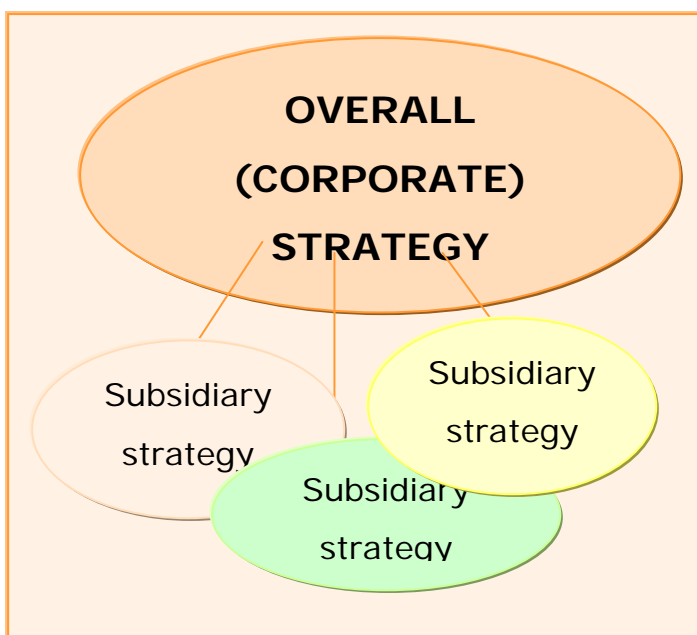 OVERALL
(CORPORATE)
STRATEGY
Subsidiary
strategy
Subsidiary
strategy
Subsidiary
strategy